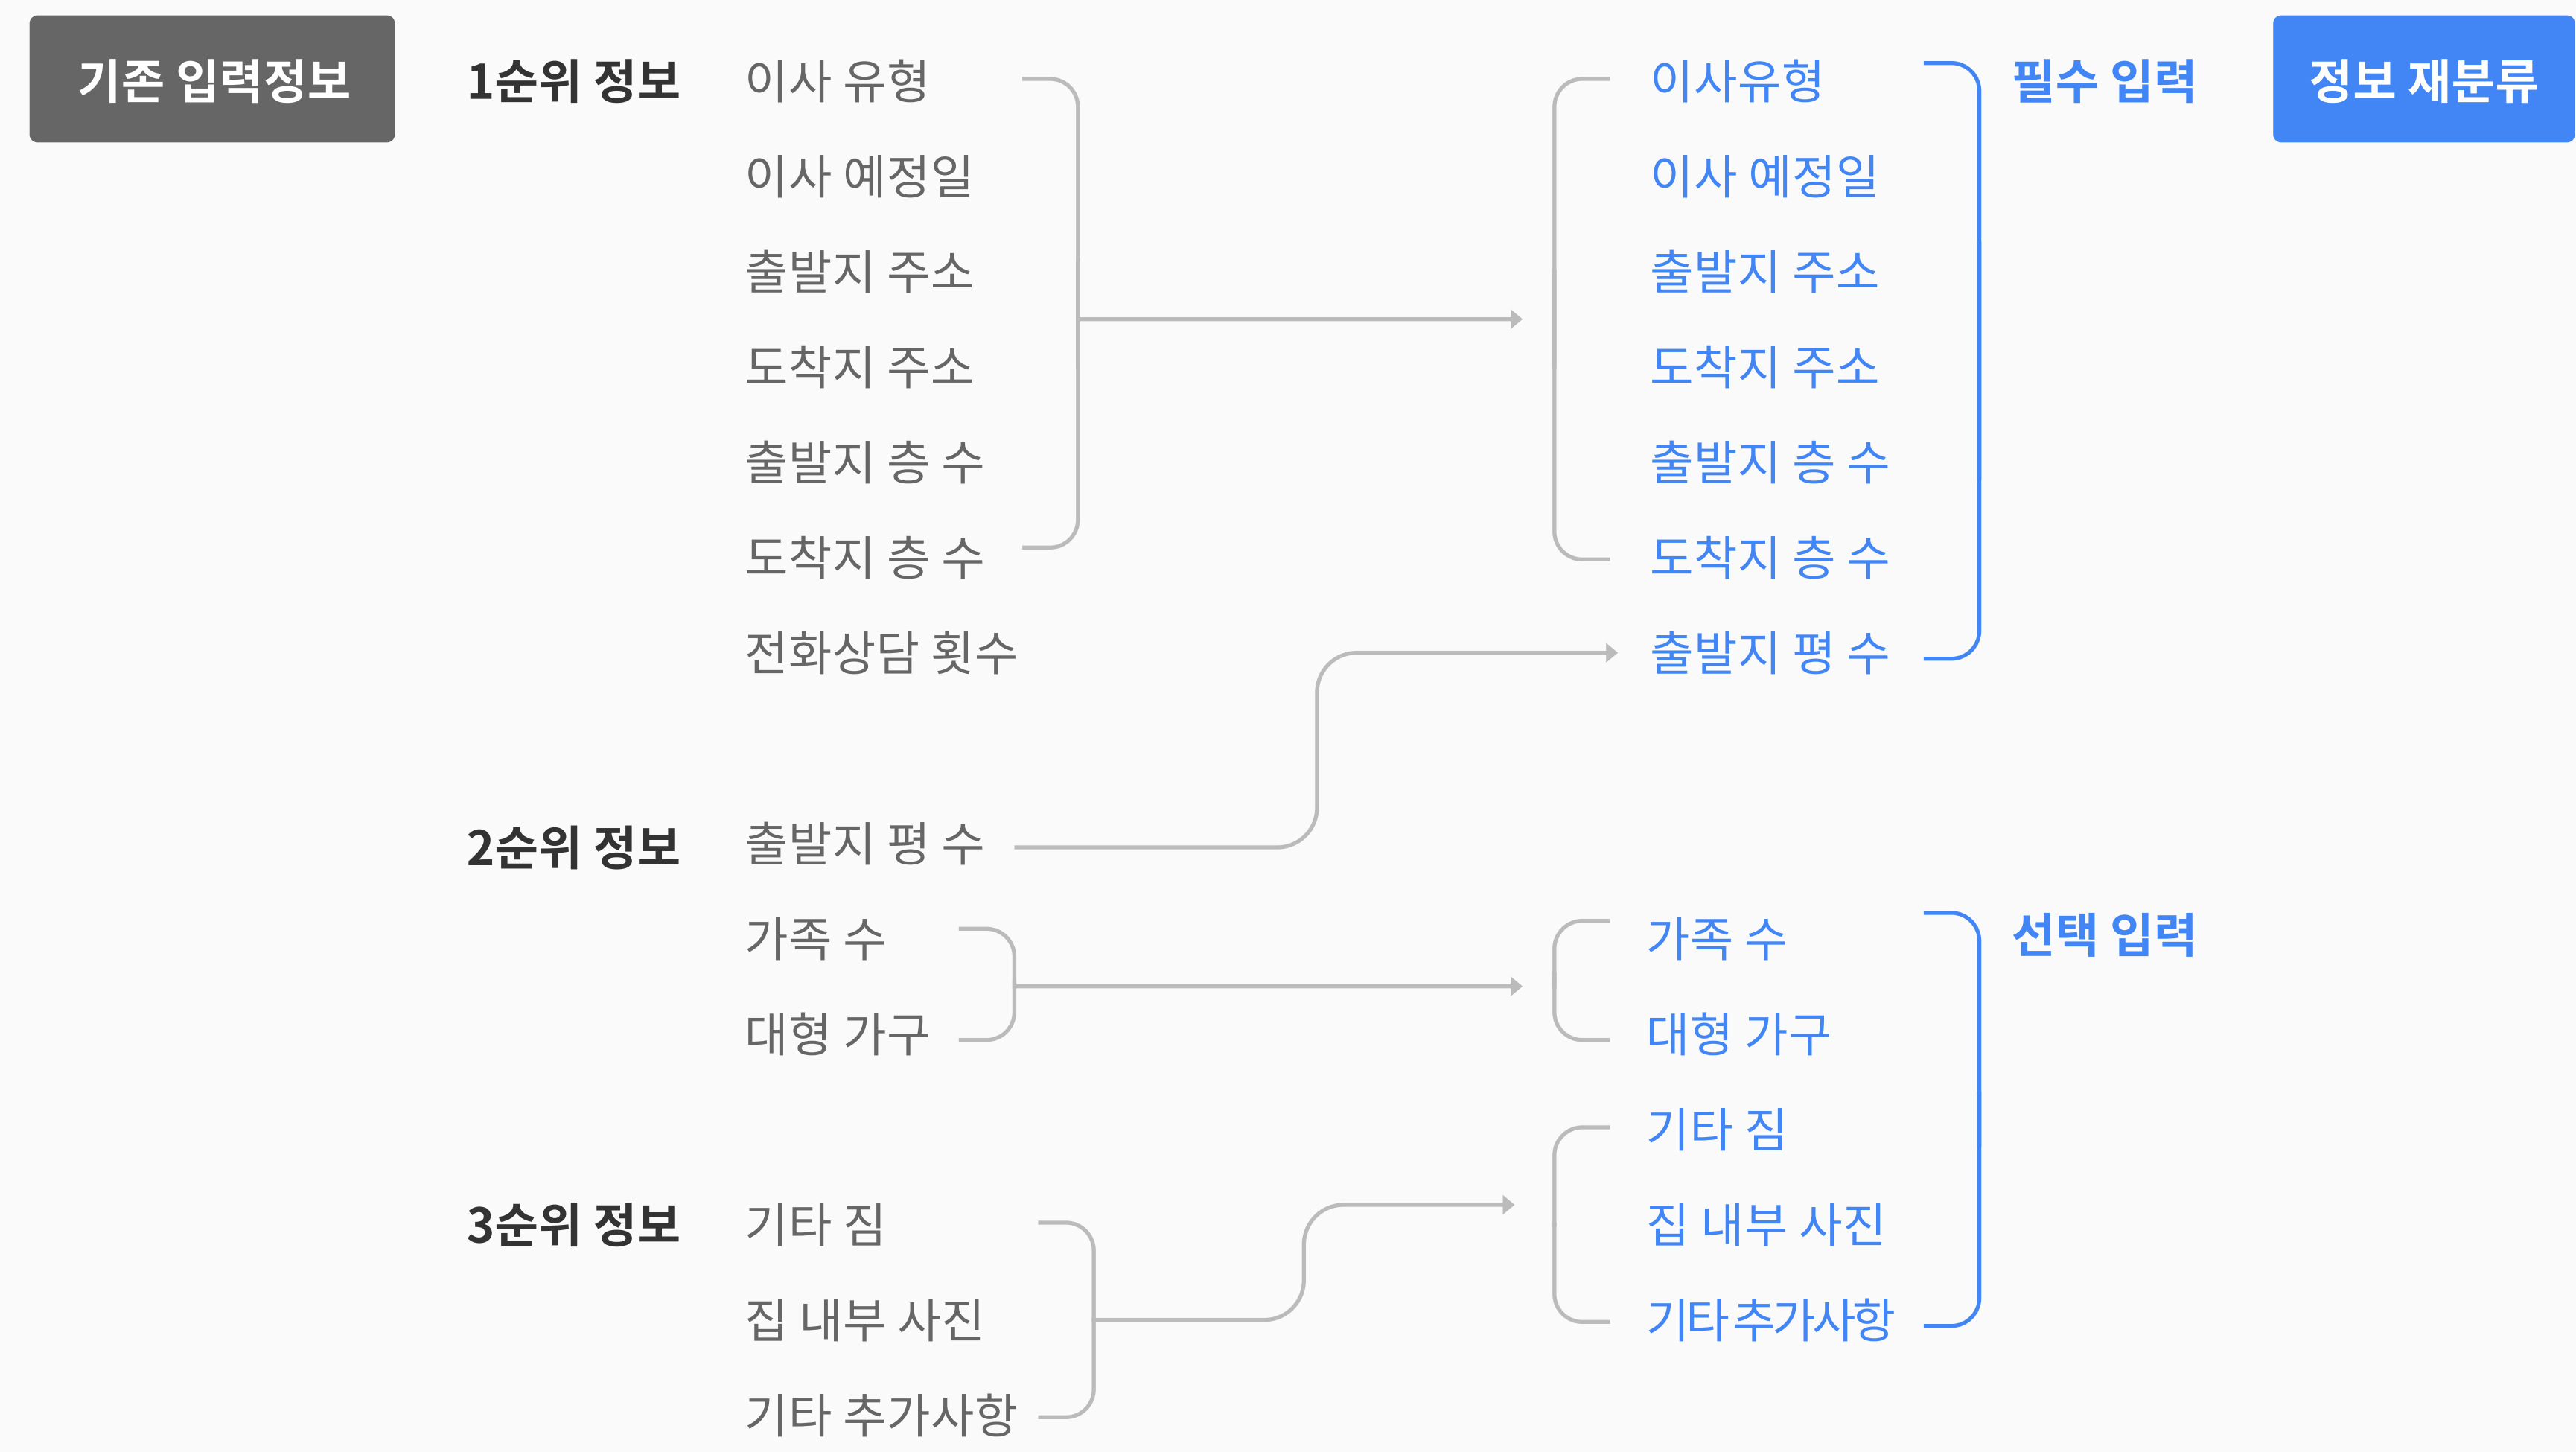 기존 입력정보
1순위 정보
이사 유형
이사 예정일
출발지 주소
도착지 주소
출발지 층 수
도착지 층 수
전화상담 횟수
2순위 정보
출발지 평 수
가족 수
대형 가구
3순위 정보
기타 짐
집 내부 사진
기타 추가사항
이사유형
이사 예정일
출발지 주소
도착지 주소
출발지 층 수
도착지 층 수
출발지 평 수
필수 입력
가족 수
대형 가구
기타 짐
집 내부 사진
기타 추가사항
선택 입력
정보 재분류